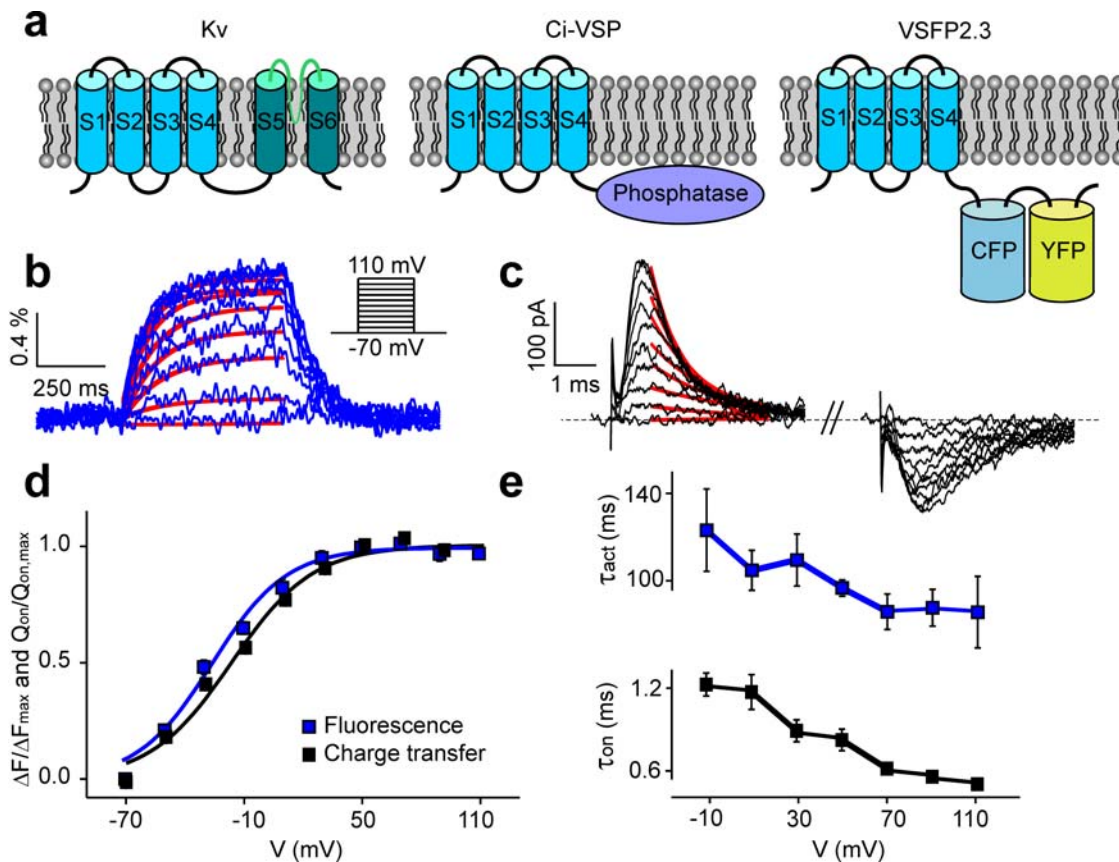 a
Kv
Ci-VSP
VSFP2.3
S1 S2 S3 S4 S5 S6
S1 S2 S3 S4
S1 S2 S3 S4
Phosphatase
CFP YFP
b
110 mV
-70 mV
0.4 %
250 ms
c
100 pA
1 ms
d
ΔF/ΔFmax and Qon/Qon,max
1.0
0.5
0.0
Fluorescence
Charge transfer
-70 -10 50 110
V (mV)
e
τact (ms)
140
100
τon (ms)
1.2
0.6
-10 30 70 110
V (mV)